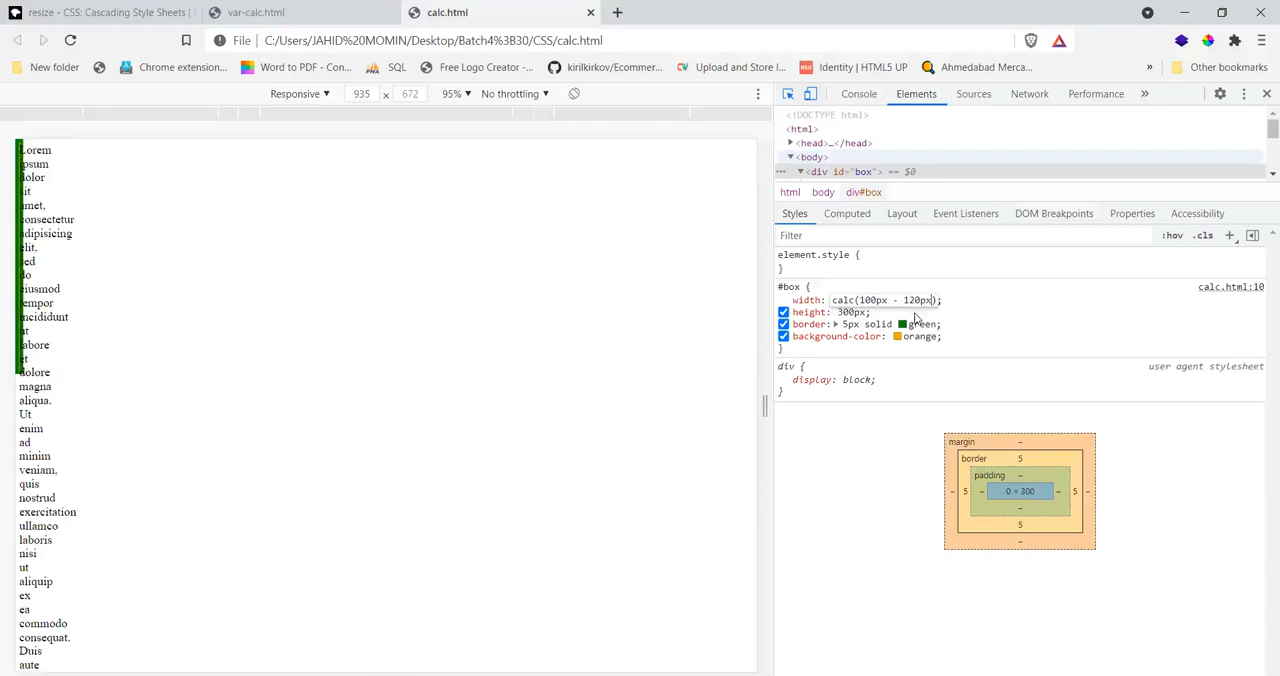 resize - CSS: Cascading Style Sheets |
var-calc.html
calc.html
File | C:/Users/JAHID MOMIN/Desktop/Batch4%3B30/CSS/calc.html
New folder
Chrome extension...
Word to PDF - Con...
SQL
Free Logo Creator -...
kirilkirkov/Ecommer...
Upload and Store I...
Identity | HTML5 UP
Ahmedabad Merca...
»
Other bookmarks
Responsive ▼ 935 x 672 95% ▼ No throttling ▼
Console Elements Sources Network Performance »
<!DOCTYPE html>
<html>
<head>…</head>
<body>
··· <div id="box"> == $0
html body div#box
Styles Computed Layout Event Listeners DOM Breakpoints Properties Accessibility
Filter :hov .cls +
element.style {
}
#box { calc.html:10
width: calc(100px - 120px);
height: 300px;
border: 5px solid green;
background-color: orange;
}
div { user agent stylesheet
display: block;
}
margin –
border 5
padding –
– 5 – 0 × 300 – 5 –
–
5
–
Lorem
ipsum
dolor
sit
amet,
consectetur
adipisicing
elit.
sed
do
eiusmod
tempor
incididunt
ut
labore
et
dolore
magna
aliqua.
Ut
enim
ad
minim
veniam,
quis
nostrud
exercitation
ullamco
laboris
nisi
ut
aliquip
ex
ea
commodo
consequat.
Duis
aute